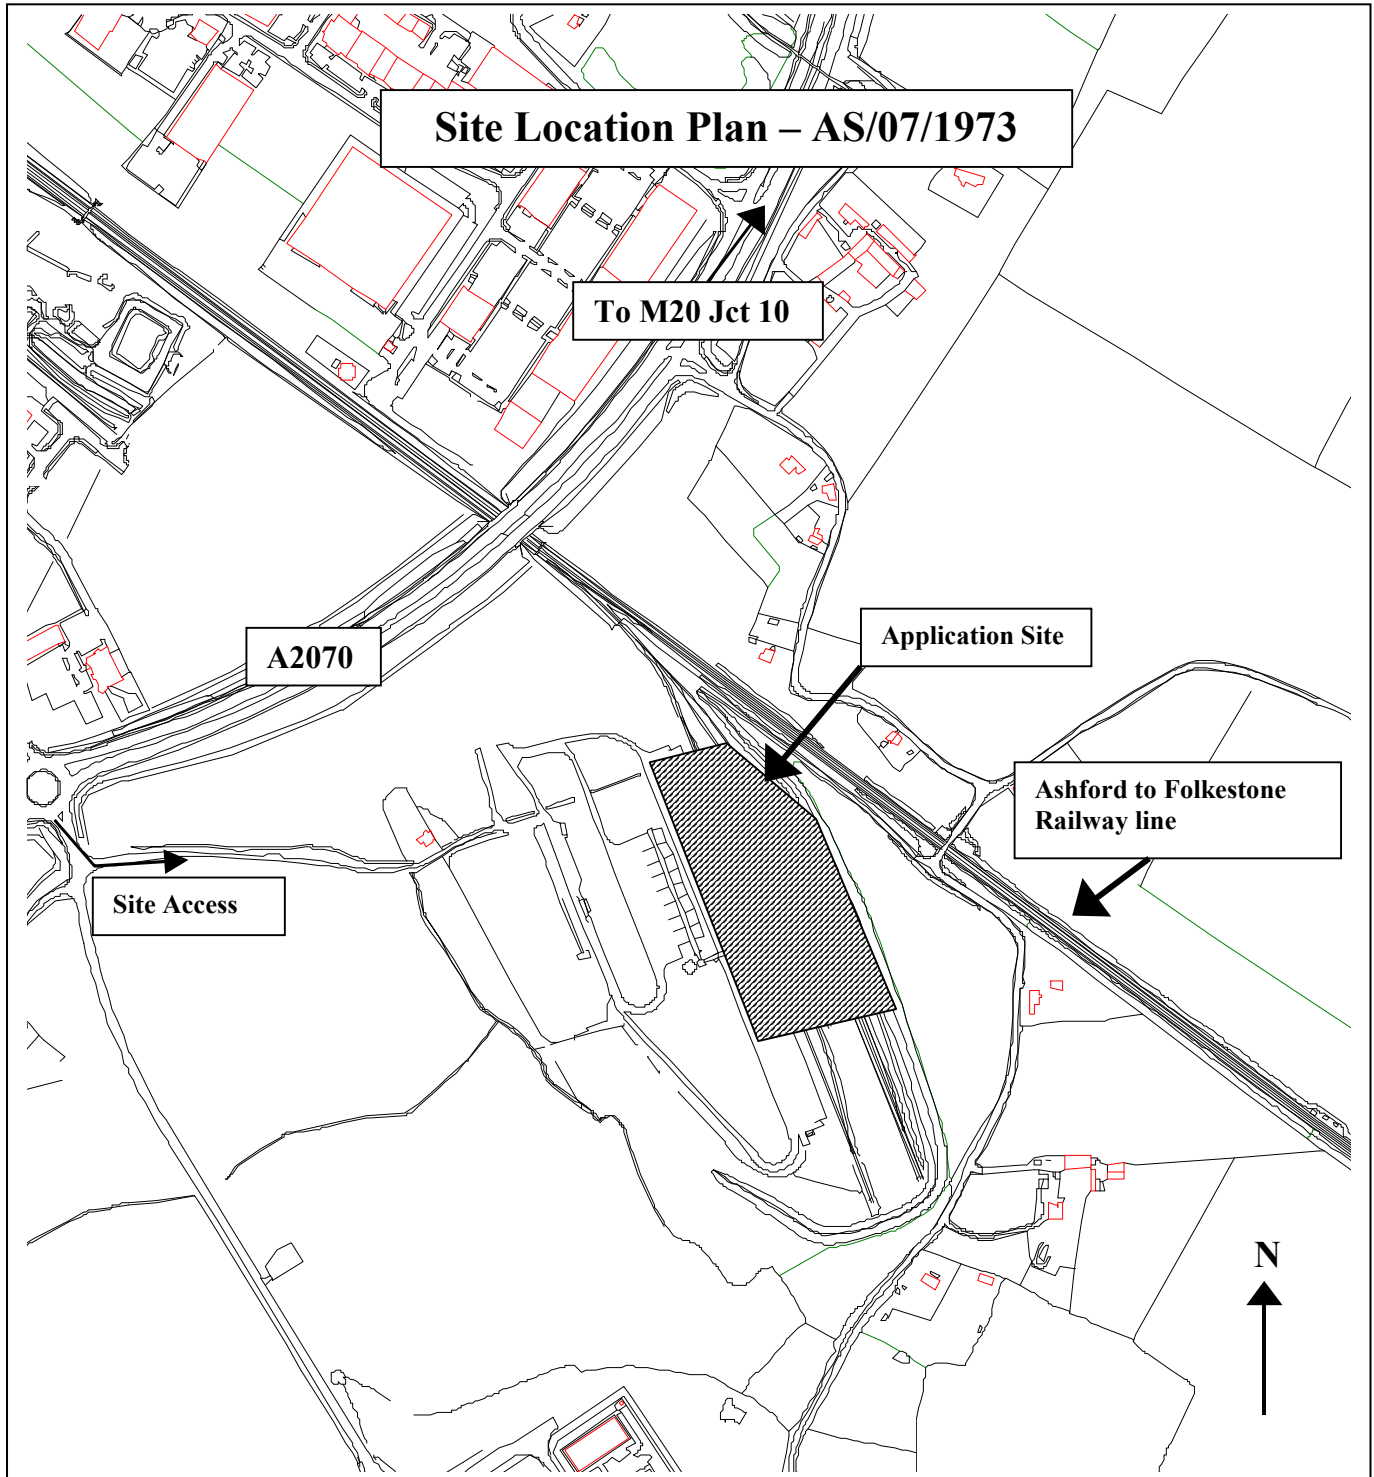 Site Location Plan – AS/07/1973
To M20 Jct 10
Application Site
A2070
Ashford to Folkestone
Railway line
Site Access
N